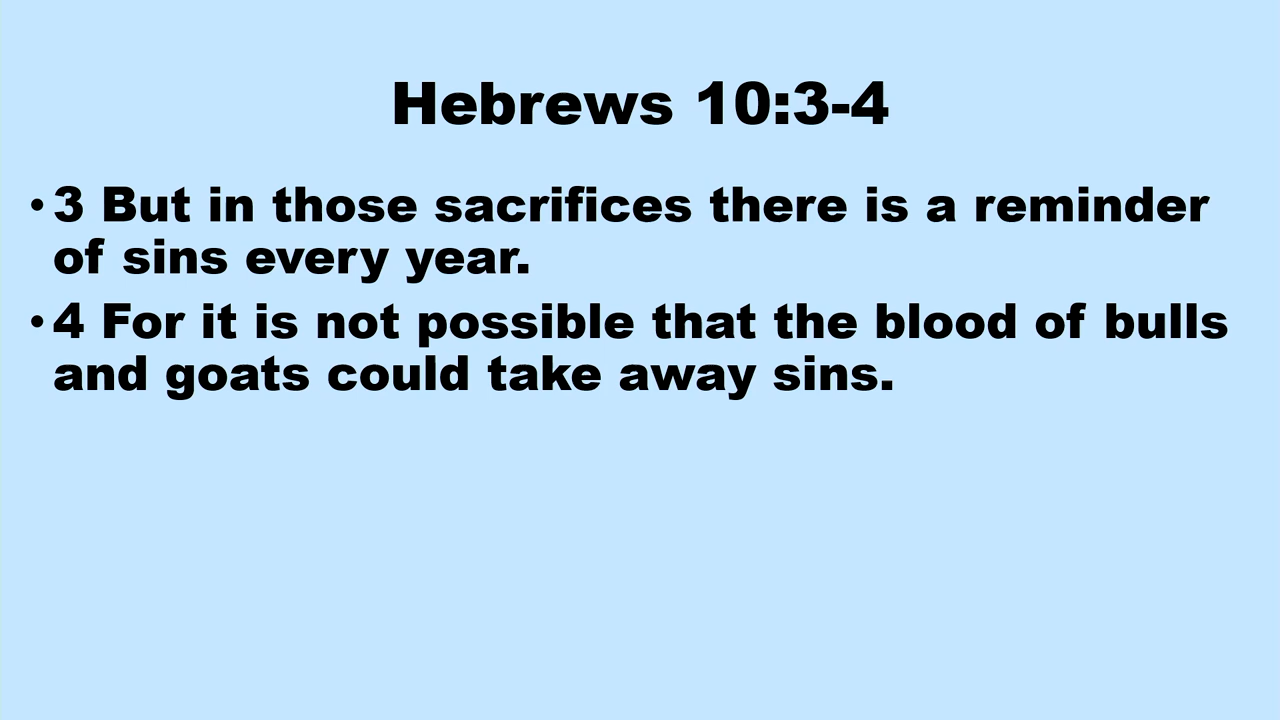 Hebrews 10:3-4
• 3 But in those sacrifices there is a reminder
of sins every year.
• 4 For it is not possible that the blood of bulls
and goats could take away sins.